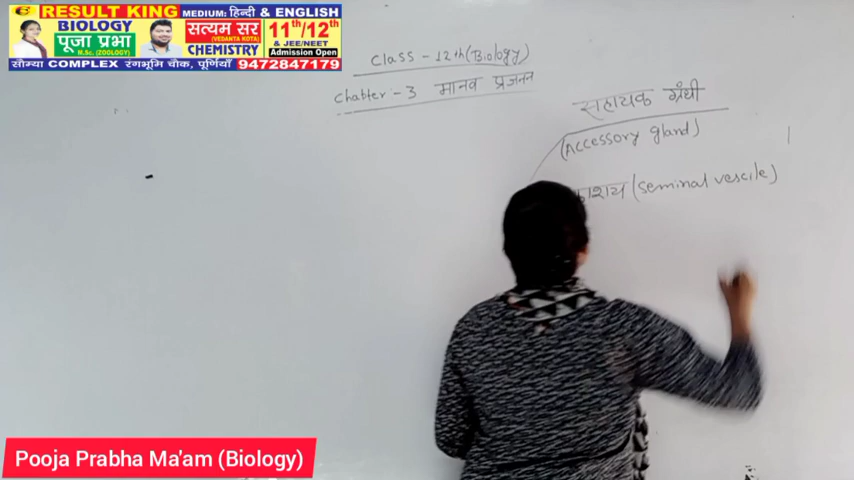 RESULT KING
MEDIUM: हिन्दी & ENGLISH
BIOLOGY
पूजा प्रभा
M.Sc. (ZOOLOGY)
सत्यम सर
(VEDANTA KOTA)
CHEMISTRY
11th/12th
& JEE/NEET
Admission Open
सौम्या COMPLEX रंगभूमि चौक, पूर्णियाँ 9472847179
Class - 12th (Biology)
Chabter - 3 मानव प्रजनन
सहायक ग्रंथी
(Accessory gland)
काशय (Seminal vescile)
Pooja Prabha Ma'am (Biology)